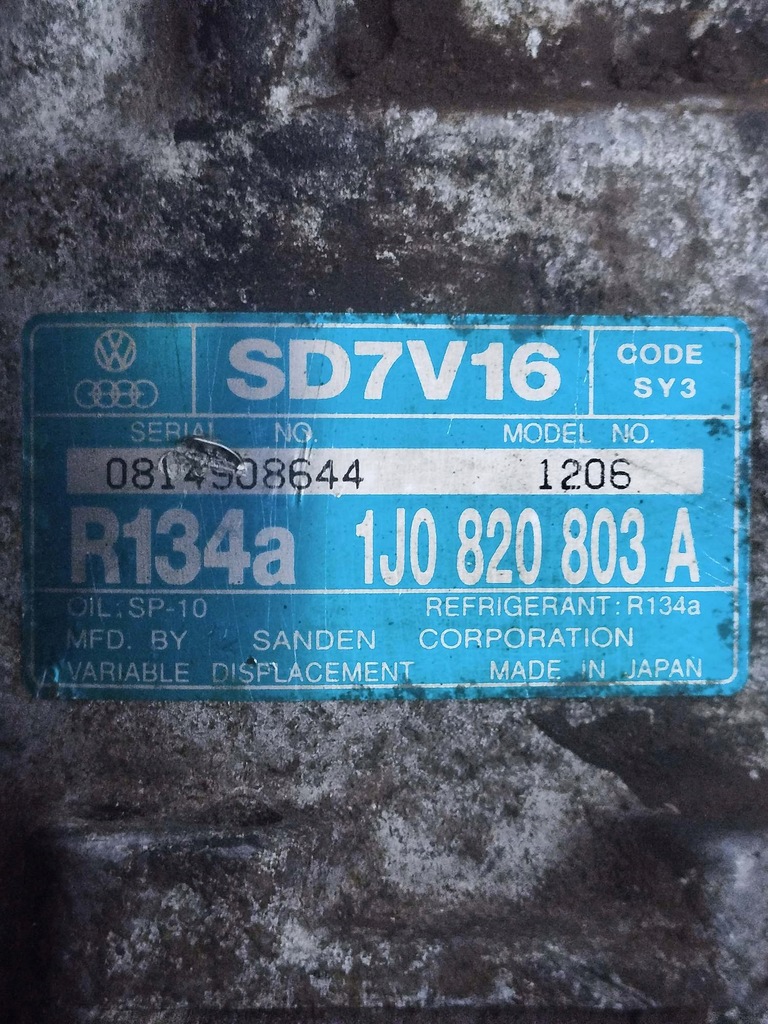 SD7V16
CODE
SY3
SERIAL NO. MODEL NO.
0814908644 1206
R134a 1J0 820 803 A
OIL:SP-10 REFRIGERANT:R134a
MFD. BY SANDEN CORPORATION
VARIABLE DISPLACEMENT MADE IN JAPAN